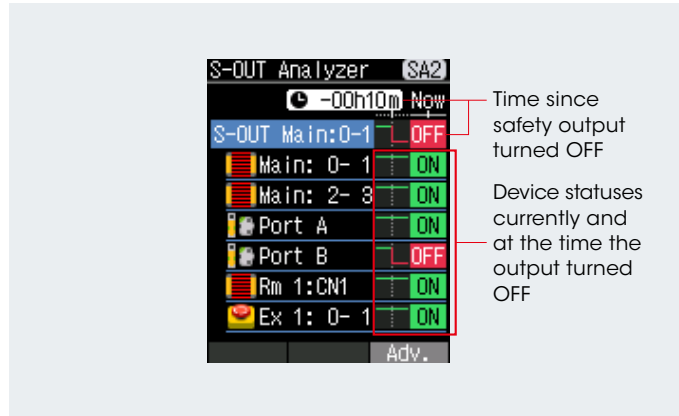 S-OUT Analyzer SA2
-00h10m Now
S-OUT Main:0-1 OFF
Main: 0- 1 ON
Main: 2- 3 ON
Port A ON
Port B OFF
Rm 1:CN1 ON
Ex 1: 0- 1 ON
Adv.
Time since
safety output
turned OFF
Device statuses
currently and
at the time the
output turned
OFF